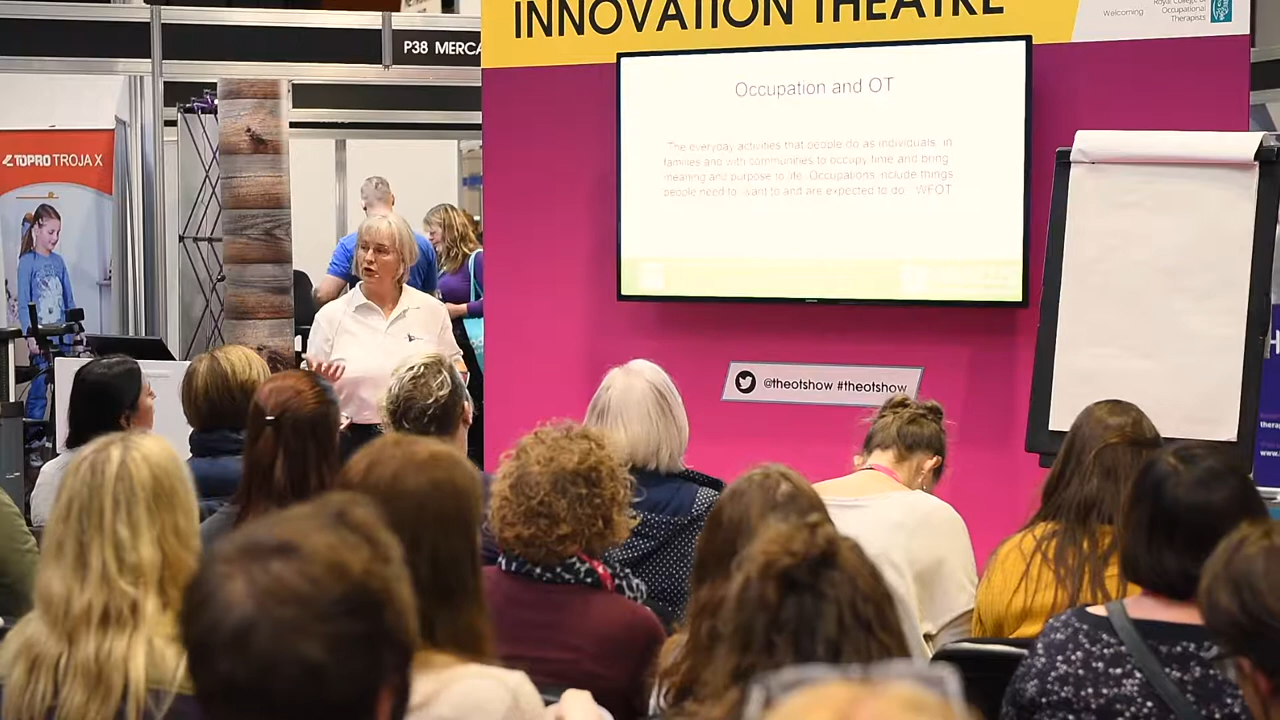 INNOVATION THEATRE
Welcoming
Royal College of
Occupational
Therapists
P38 MERCA
TOPRO TROJA X
Occupation and OT
The everyday activities that people do as individuals, in
families and with communities to occupy time and bring
meaning and purpose to life. Occupations include things
people need to, want to and are expected to do. WFOT
@theotshow #theotshow
therap
www.